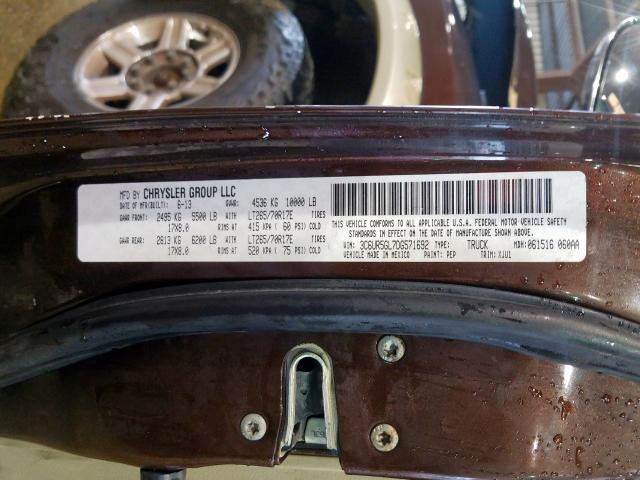 MFD BY CHRYSLER GROUP LLC
DATE OF MFR(BUILT): 6-13 GVWR: 4536 KG 10000 LB
GAWR FRONT: 2495 KG 5500 LB WITH LT265/70R17E TIRES
17X8.0 RIMS AT 415 KPA ( 60 PSI) COLD
GAWR REAR: 2813 KG 6200 LB WITH LT265/70R17E TIRES
17X8.0 RIMS AT 520 KPA ( 75 PSI) COLD
THIS VEHICLE CONFORMS TO ALL APPLICABLE U.S.A. FEDERAL MOTOR VEHICLE SAFETY
STANDARDS IN EFFECT ON THE DATE OF MANUFACTURE SHOWN ABOVE.
VIN: 3C6UR5GL7DG571692 TYPE: TRUCK MDH: 061516 060AA
VEHICLE MADE IN MEXICO PAINT: PEP TRIM: XJU1